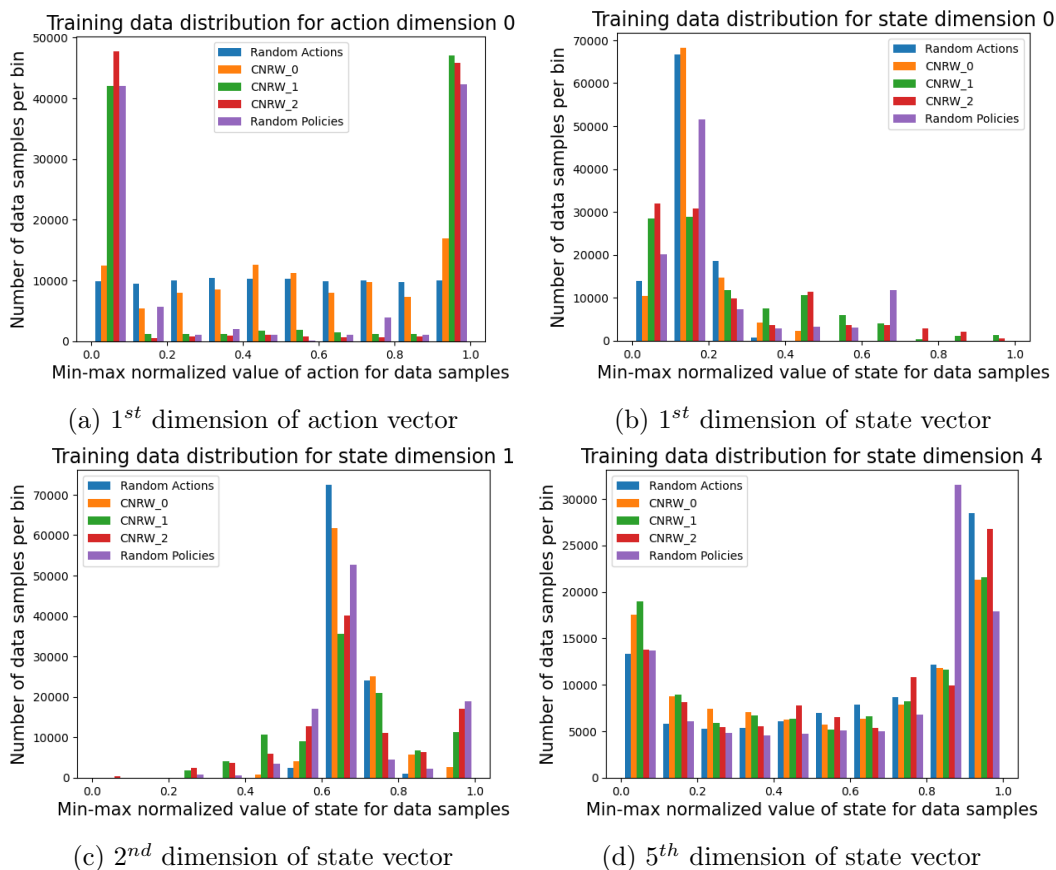 Training data distribution for action dimension 0
Number of data samples per bin
50000
40000
30000
20000
10000
0
Random Actions
CNRW_0
CNRW_1
CNRW_2
Random Policies
0.0 0.2 0.4 0.6 0.8 1.0
Min-max normalized value of action for data samples
(a) 1st dimension of action vector
Training data distribution for state dimension 0
Number of data samples per bin
70000
60000
50000
40000
30000
20000
10000
0
Random Actions
CNRW_0
CNRW_1
CNRW_2
Random Policies
0.0 0.2 0.4 0.6 0.8 1.0
Min-max normalized value of state for data samples
(b) 1st dimension of state vector
Training data distribution for state dimension 1
Number of data samples per bin
70000
60000
50000
40000
30000
20000
10000
0
Random Actions
CNRW_0
CNRW_1
CNRW_2
Random Policies
0.0 0.2 0.4 0.6 0.8 1.0
Min-max normalized value of state for data samples
(c) 2nd dimension of state vector
Training data distribution for state dimension 4
Number of data samples per bin
30000
25000
20000
15000
10000
5000
0
Random Actions
CNRW_0
CNRW_1
CNRW_2
Random Policies
0.0 0.2 0.4 0.6 0.8 1.0
Min-max normalized value of state for data samples
(d) 5th dimension of state vector